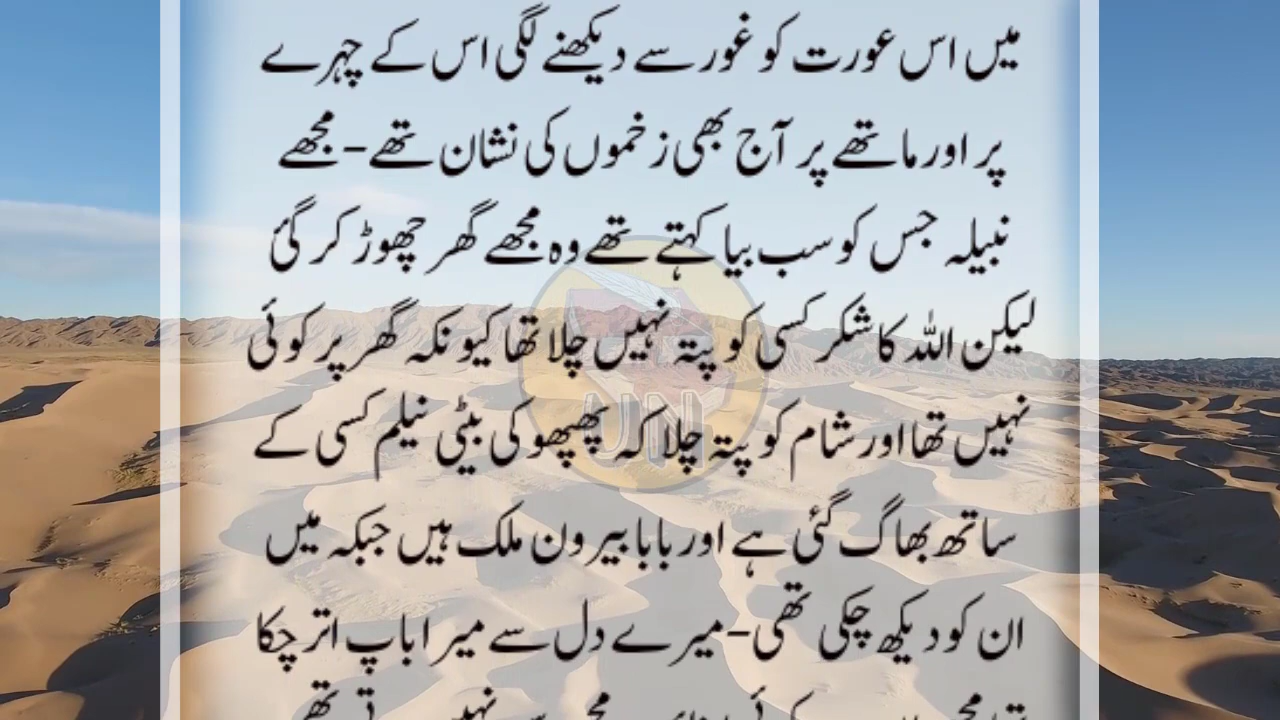 میں اس عورت کو غور سے دیکھنے لگی اس کے چہرے
پر اور ماتھے پر آج بھی زخموں کی نشان تھے - مجھے
نبیلہ جس کو سب بیا کہتے تھے وہ مجھے گھر چھوڑ کر گئ
لیکن اللہ کا شکر کسی کو پتہ نہیں چلا تھا کیونکہ گھر پر کوئی
نہیں تھا اور شام کو پتہ چلا کہ پھپھو کی بیٹی نیلم کسی کے
ساتھ بھاگ گئی ہے اور بابا بیرون ملک ہیں جبکہ میں
ان کو دیکھ چکی تھی - میرے دل سے میرا باپ اتر چکا
UN